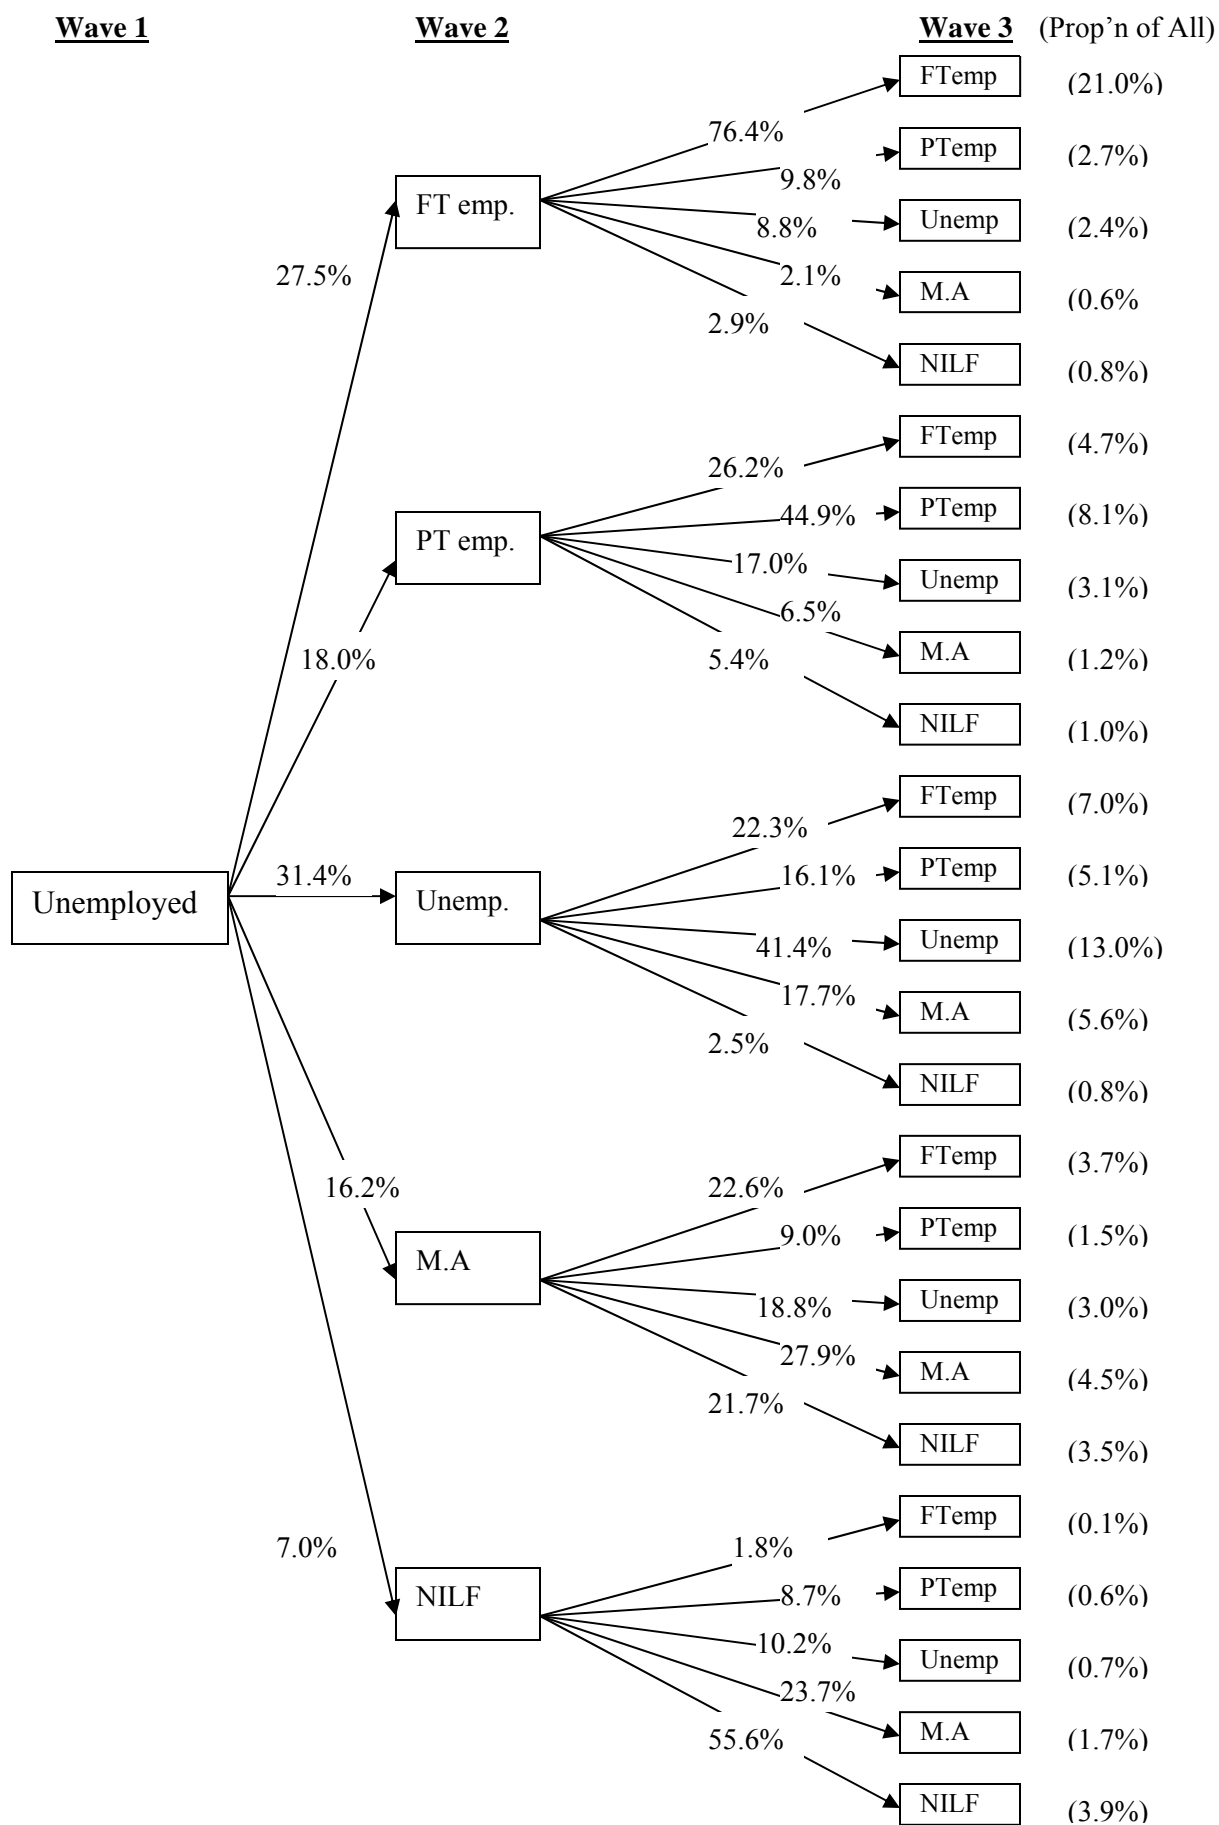 Wave 1 Wave 2 Wave 3 (Prop’n of All)
FTemp (21.0%)
76.4%
PTemp (2.7%)
9.8%
FT emp.
Unemp (2.4%)
8.8%
27.5%
2.1%
M.A (0.6%
2.9%
NILF (0.8%)
FTemp (4.7%)
26.2%
PTemp (8.1%)
44.9%
PT emp.
17.0%
Unemp (3.1%)
6.5%
18.0%
5.4%
M.A (1.2%)
NILF (1.0%)
FTemp (7.0%)
22.3%
31.4%
16.1%
PTemp (5.1%)
Unemployed
Unemp.
Unemp (13.0%)
41.4%
17.7%
M.A (5.6%)
2.5%
NILF (0.8%)
FTemp (3.7%)
16.2%
22.6%
PTemp (1.5%)
9.0%
M.A
Unemp (3.0%)
18.8%
27.9%
M.A (4.5%)
21.7%
NILF (3.5%)
FTemp (0.1%)
7.0%
1.8%
PTemp (0.6%)
8.7%
NILF
10.2%
Unemp (0.7%)
23.7%
M.A (1.7%)
55.6%
NILF (3.9%)